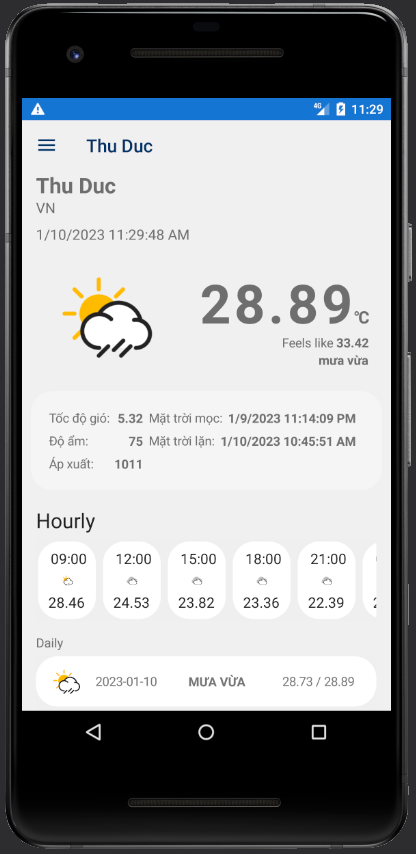 4G 11:29
Thu Duc
Thu Duc
VN
1/10/2023 11:29:48 AM
28.89°C
Feels like 33.42
mưa vừa
Tốc độ gió: 5.32 Mặt trời mọc: 1/9/2023 11:14:09 PM
Độ ẩm: 75 Mặt trời lặn: 1/10/2023 10:45:51 AM
Áp xuất: 1011
Hourly
09:00 12:00 15:00 18:00 21:00
28.46 24.53 23.82 23.36 22.39
Daily
2023-01-10 MƯA VỪA 28.73 / 28.89